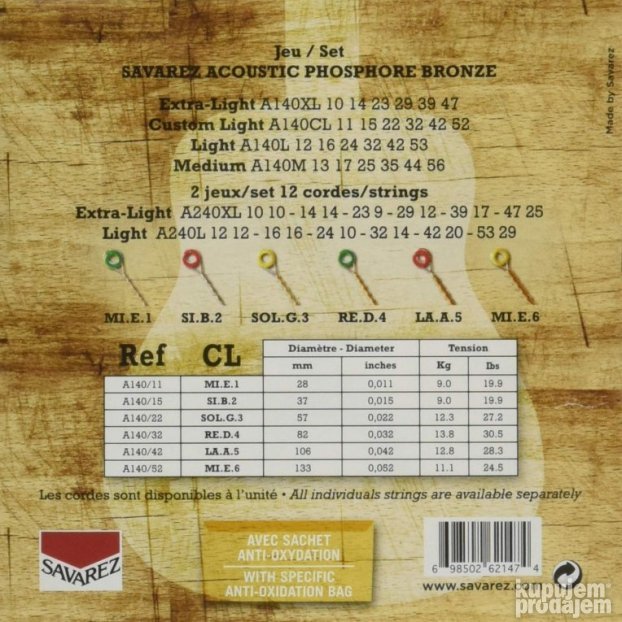 Jeu / Set
SAVAREZ ACOUSTIC PHOSPHORE BRONZE
Extra-Light A140XL 10 14 23 29 39 47
Custom Light A140CL 11 15 22 32 42 52
Light A140L 12 16 24 32 42 53
Medium A140M 13 17 25 35 44 56
2 jeux/set 12 cordes/strings
Extra-Light A240XL 10 10 - 14 14 - 23 9 - 29 12 - 39 17 - 47 25
Light A240L 12 12 - 16 16 - 24 10 - 32 14 - 42 20 - 53 29
MI.E.1 SI.B.2 SOL.G.3 RE.D.4 LA.A.5 MI.E.6
Ref CL Diamètre - Diameter Tension
mm inches Kg Lbs
A140/11 MI.E.1 28 0,011 9.0 19.9
A140/15 SI.B.2 37 0,015 9.0 19.9
A140/22 SOL.G.3 57 0,022 12.3 27.2
A140/32 RE.D.4 82 0,032 13.8 30.5
A140/42 LA.A.5 106 0,042 12.8 28.3
A140/52 MI.E.6 133 0,052 11.1 24.5
Les cordes sont disponibles à l'unité • All individuals strings are available separately
SAVAREZ
AVEC SACHET
ANTI-OXYDATION
WITH SPECIFIC
ANTI-OXIDATION BAG
6 98502 62147 4
www.savarez.com
Made by Savarez
kupujem
prodajem